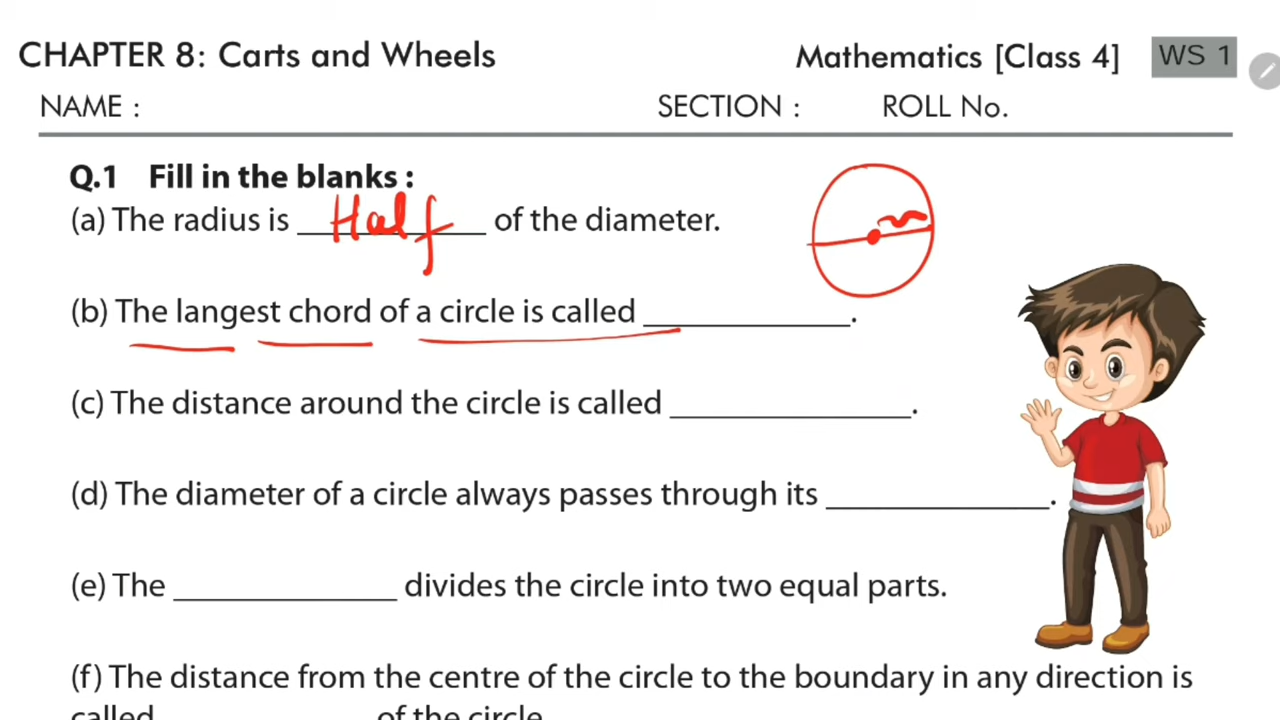 CHAPTER 8: Carts and Wheels Mathematics [Class 4] WS 1
NAME : SECTION : ROLL No.
Q.1 Fill in the blanks :
(a) The radius is Half of the diameter.
(b) The langest chord of a circle is called ____________.
(c) The distance around the circle is called ______________.
(d) The diameter of a circle always passes through its _____________.
(e) The _____________ divides the circle into two equal parts.
(f) The distance from the centre of the circle to the boundary in any direction is
called _____________ of the circle.